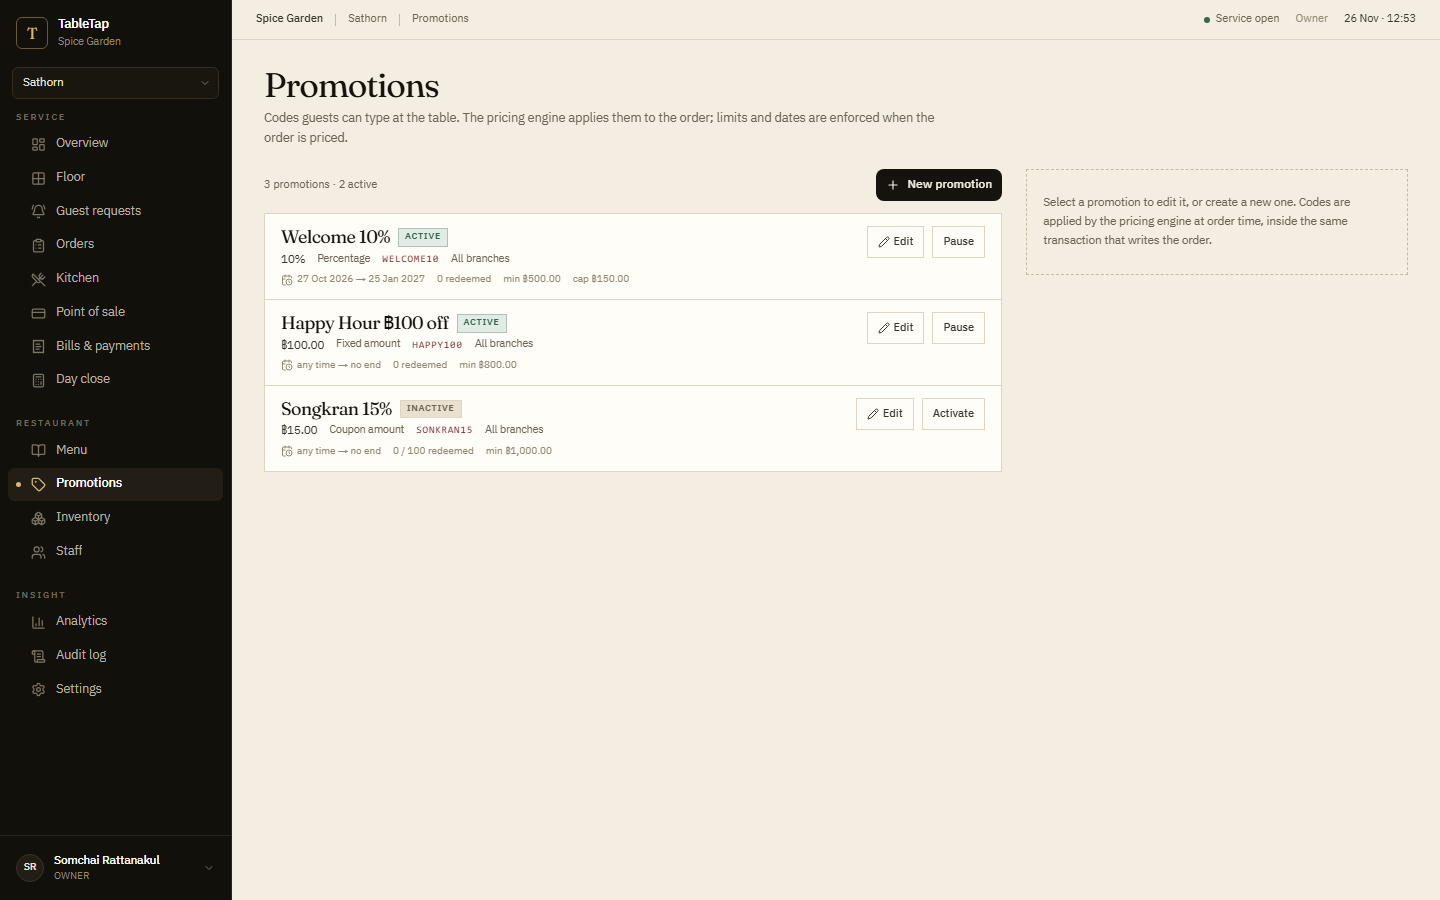 T
TableTap
Spice Garden
Sathorn
SERVICE
Overview
Floor
Guest requests
Orders
Kitchen
Point of sale
Bills & payments
Day close
RESTAURANT
Menu
Promotions
Inventory
Staff
INSIGHT
Analytics
Audit log
Settings
SR
Somchai Rattanakul
OWNER
Spice Garden Sathorn Promotions
Service open Owner 26 Nov · 12:53
Promotions
Codes guests can type at the table. The pricing engine applies them to the order; limits and dates are enforced when the
order is priced.
3 promotions · 2 active
New promotion
Welcome 10% ACTIVE
10% Percentage WELCOME10 All branches
27 Oct 2026 → 25 Jan 2027 0 redeemed min ฿500.00 cap ฿150.00
Edit Pause
Happy Hour ฿100 off ACTIVE
฿100.00 Fixed amount HAPPY100 All branches
any time → no end 0 redeemed min ฿800.00
Edit Pause
Songkran 15% INACTIVE
฿15.00 Coupon amount SONKRAN15 All branches
any time → no end 0 / 100 redeemed min ฿1,000.00
Edit Activate
Select a promotion to edit it, or create a new one. Codes are
applied by the pricing engine at order time, inside the same
transaction that writes the order.